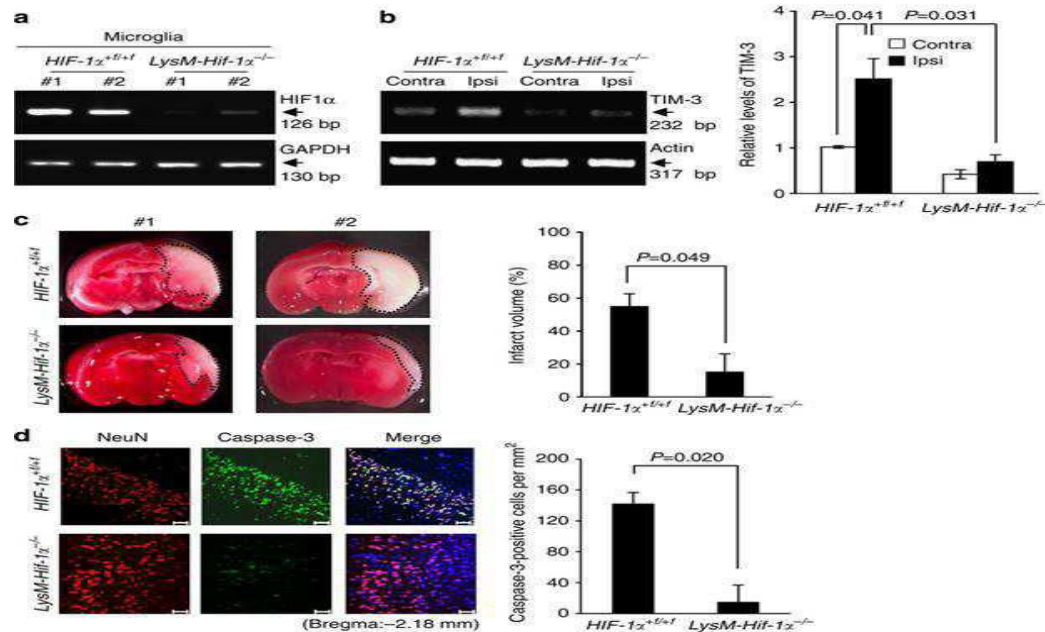 a
Microglia
HIF-1α+f/+f LysM-Hif-1α−/−
#1 #2 #1 #2
HIF1α
126 bp
GAPDH
130 bp
b
HIF-1α+f/+f LysM-Hif-1α−/−
Contra Ipsi Contra Ipsi
TIM-3
232 bp
Actin
317 bp
P=0.041 P=0.031
Contra
Ipsi
Relative levels of TIM-3
4
3
2
1
0
HIF-1α+f/+f LysM-Hif-1α−/−
c
#1 #2
HIF-1α+f/+f
LysM-Hif-1α−/−
P=0.049
Infarct volume (%)
100
80
60
40
20
0
HIF-1α+f/+f LysM-Hif-1α−/−
d
NeuN Caspase-3 Merge
HIF-1α+f/+f
LysM-Hif-1α−/−
(Bregma:−2.18 mm)
P=0.020
Caspase-3-positive cells per mm2
200
160
120
80
40
0
HIF-1α+f/+f LysM-Hif-1α−/−